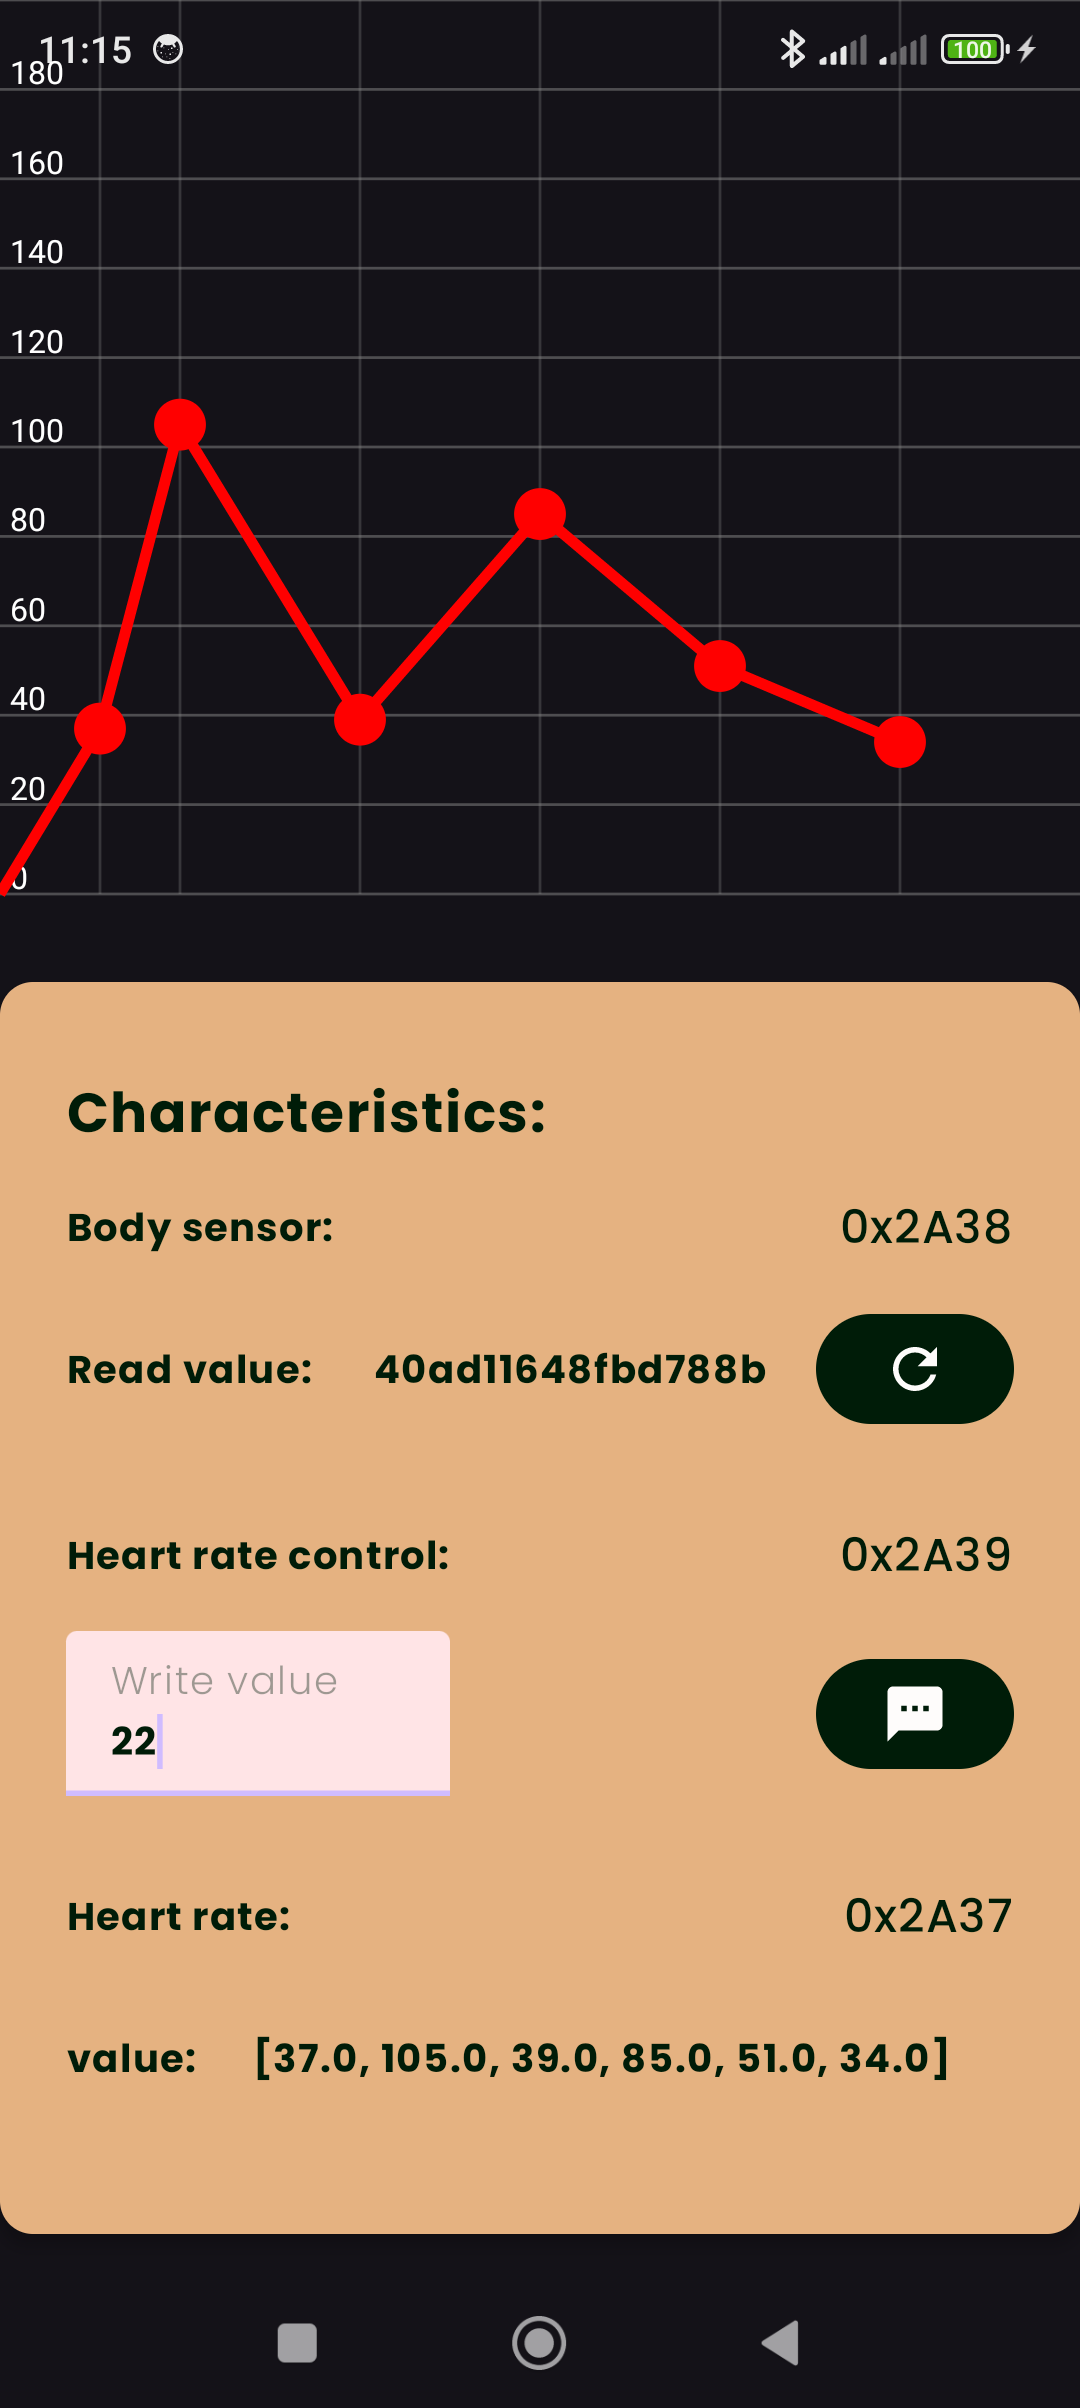 11:15
100
180
160
140
120
100
80
60
40
20
0
Characteristics:
Body sensor: 0x2A38
Read value: 40ad11648fbd788b
Heart rate control: 0x2A39
Write value
22
Heart rate: 0x2A37
value: [37.0, 105.0, 39.0, 85.0, 51.0, 34.0]